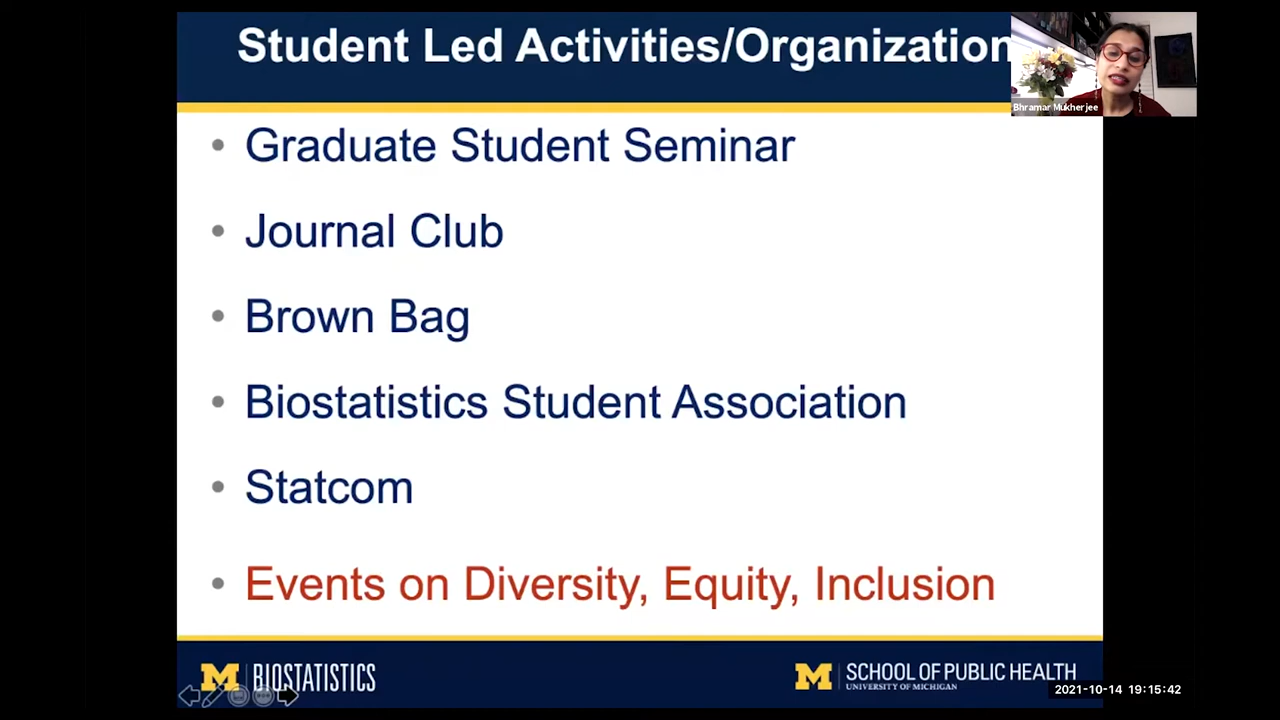 Student Led Activities/Organization
Bhramar Mukherjee
• Graduate Student Seminar
• Journal Club
• Brown Bag
• Biostatistics Student Association
• Statcom
• Events on Diversity, Equity, Inclusion
M BIOSTATISTICS
M SCHOOL OF PUBLIC HEALTH
UNIVERSITY OF MICHIGAN
2021-10-14 19:15:42